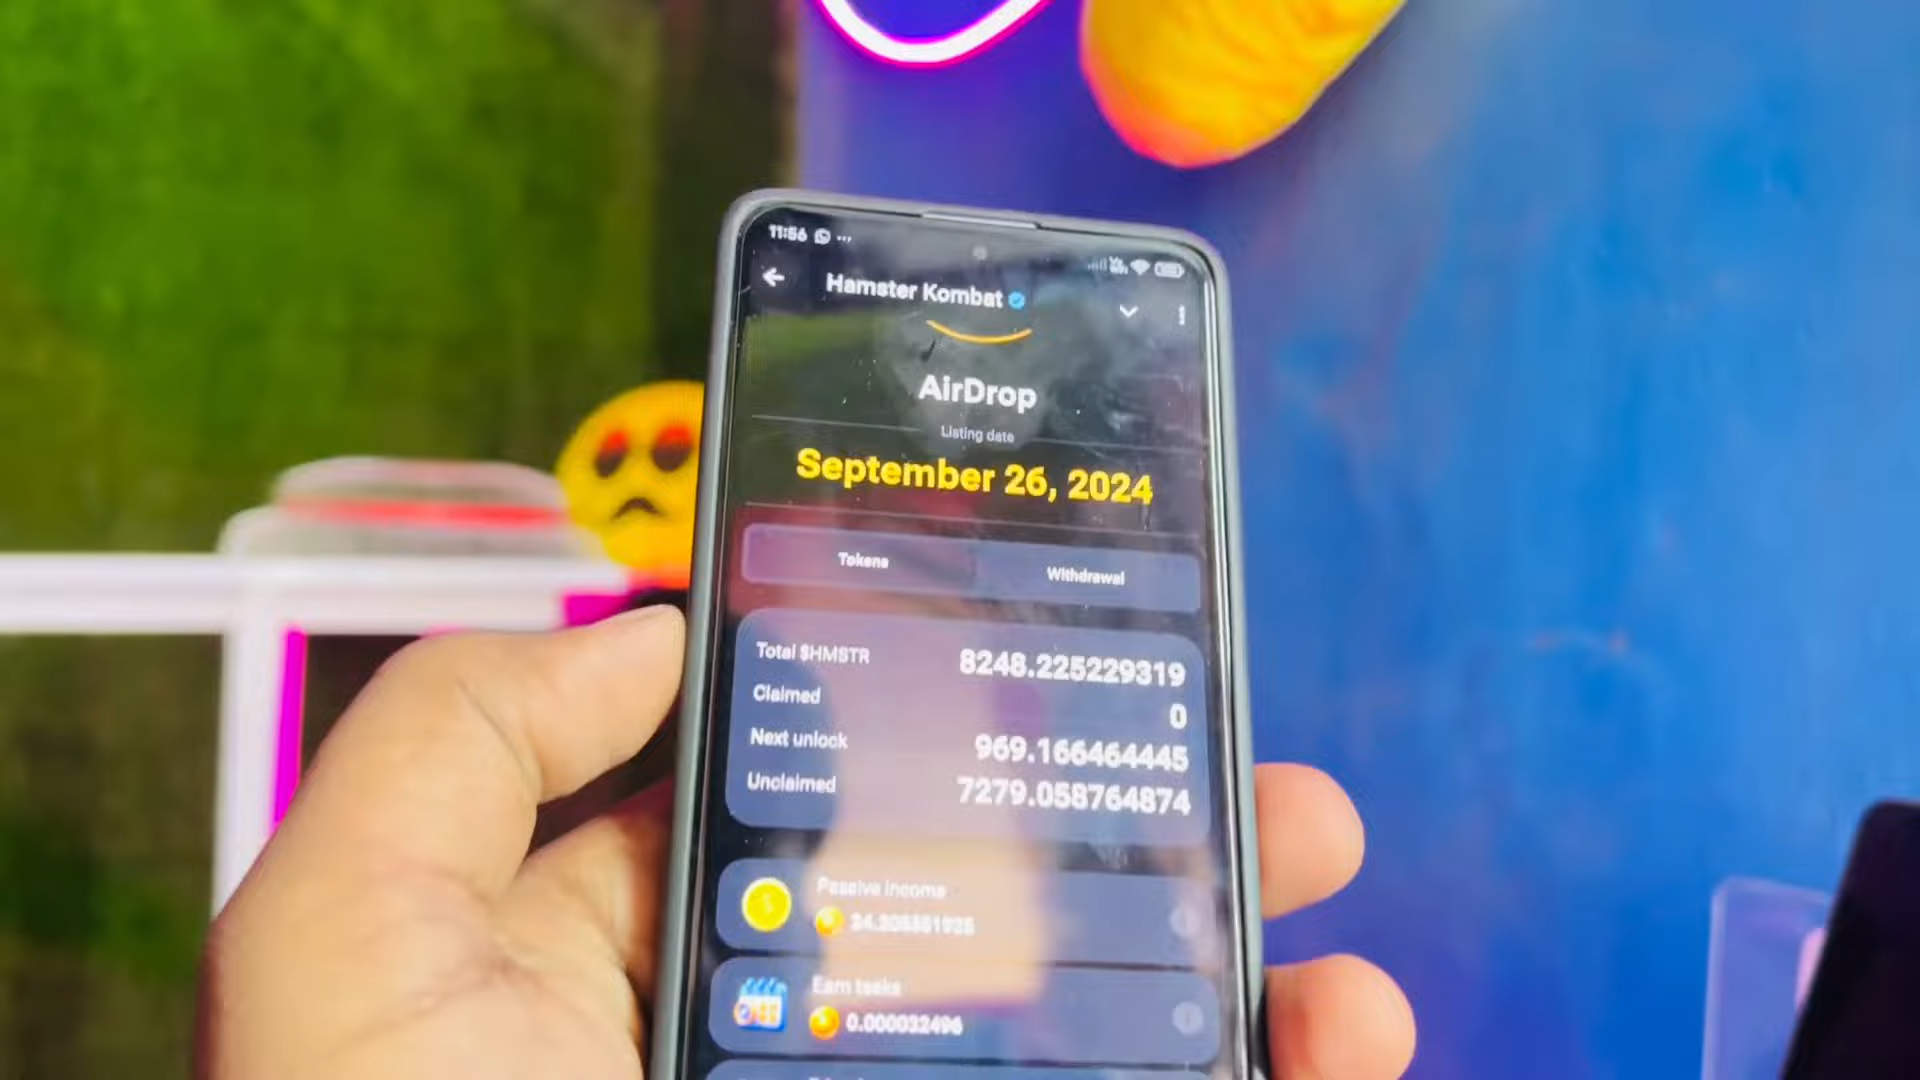 11:56
Hamster Kombat
AirDrop
Listing date
September 26, 2024
Tokens
Withdrawal
Total $HMSTR 8248.225229319
Claimed 0
Next unlock 969.166464445
Unclaimed 7279.058764874
Passive income
Earn tasks
0.000032496